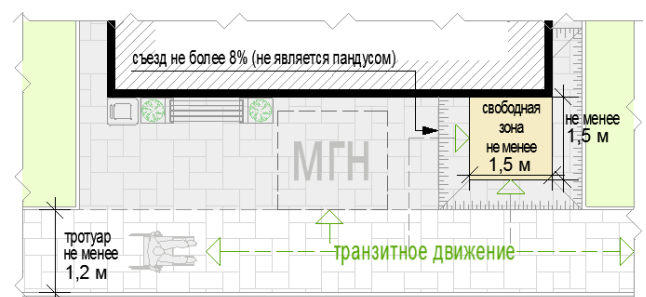 съезд не более 8% (не является пандусом)
свободная
зона
не менее
1,5 м
не менее
1,5 м
МГН
тротуар
не менее
1,2 м
транзитное движение